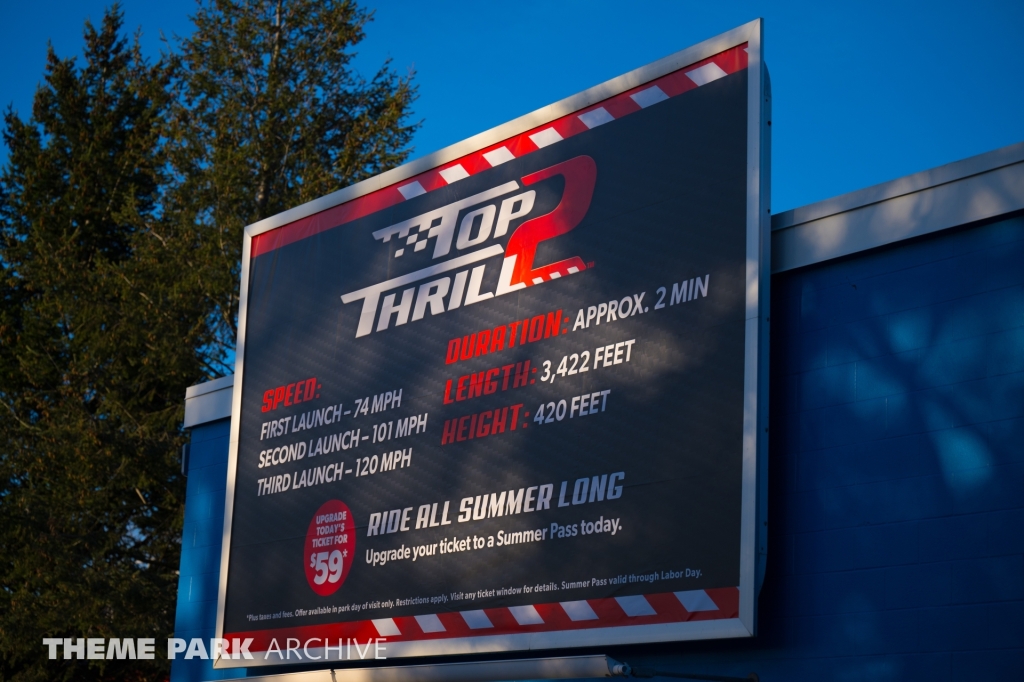 TOP
THRILL 2
SPEED:
FIRST LAUNCH – 74 MPH
SECOND LAUNCH – 101 MPH
THIRD LAUNCH – 120 MPH
DURATION: APPROX. 2 MIN
LENGTH: 3,422 FEET
HEIGHT: 420 FEET
UPGRADE
TODAY'S
TICKET FOR
$59*
RIDE ALL SUMMER LONG
Upgrade your ticket to a Summer Pass today.
*Plus taxes and fees. Offer available in park day of visit only. Restrictions apply. Visit any ticket window for details. Summer Pass valid through Labor Day.
THEME PARK ARCHIVE